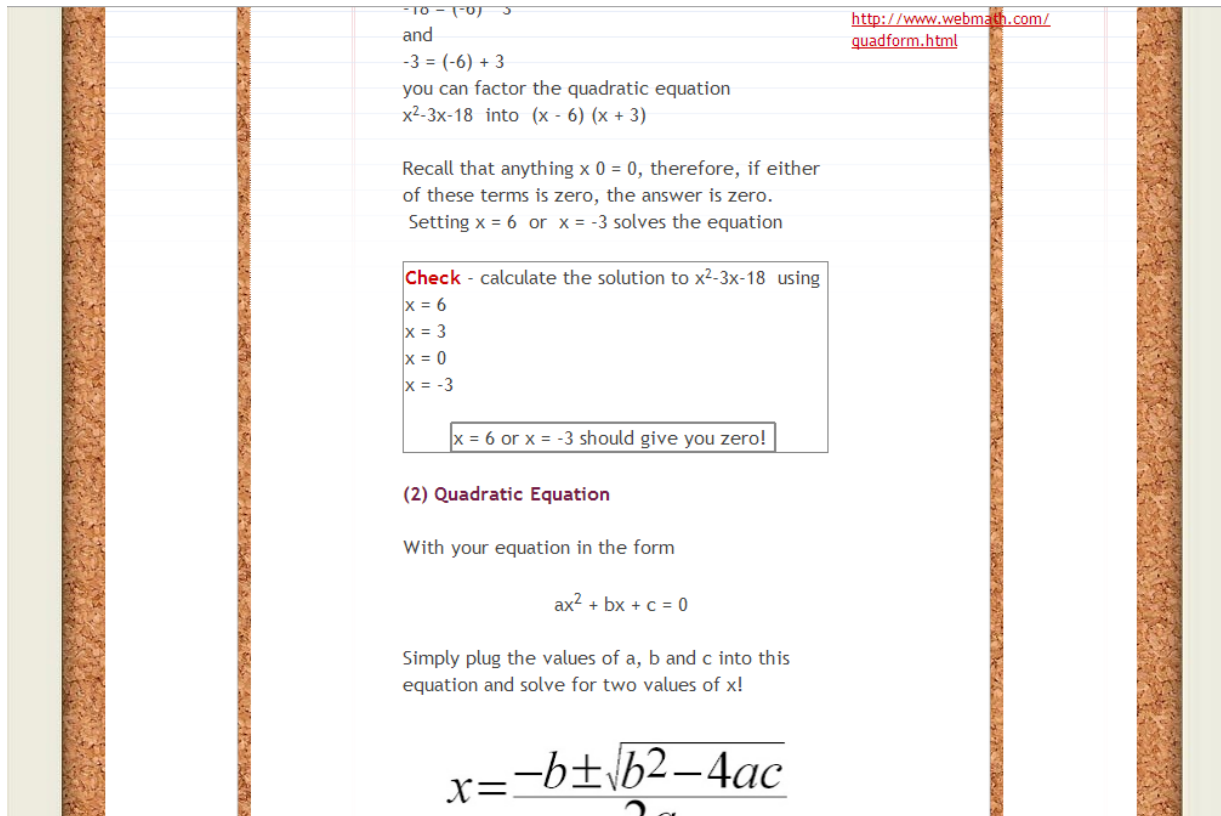 and
-3 = (-6) + 3
you can factor the quadratic equation
x²-3x-18 into (x - 6) (x + 3)
Recall that anything x 0 = 0, therefore, if either
of these terms is zero, the answer is zero.
Setting x = 6 or x = -3 solves the equation
Check - calculate the solution to x²-3x-18 using
x = 6
x = 3
x = 0
x = -3
x = 6 or x = -3 should give you zero!
(2) Quadratic Equation
With your equation in the form
ax² + bx + c = 0
Simply plug the values of a, b and c into this
equation and solve for two values of x!
x=−b±√b2−4ac
http://www.webmath.com/
quadform.html